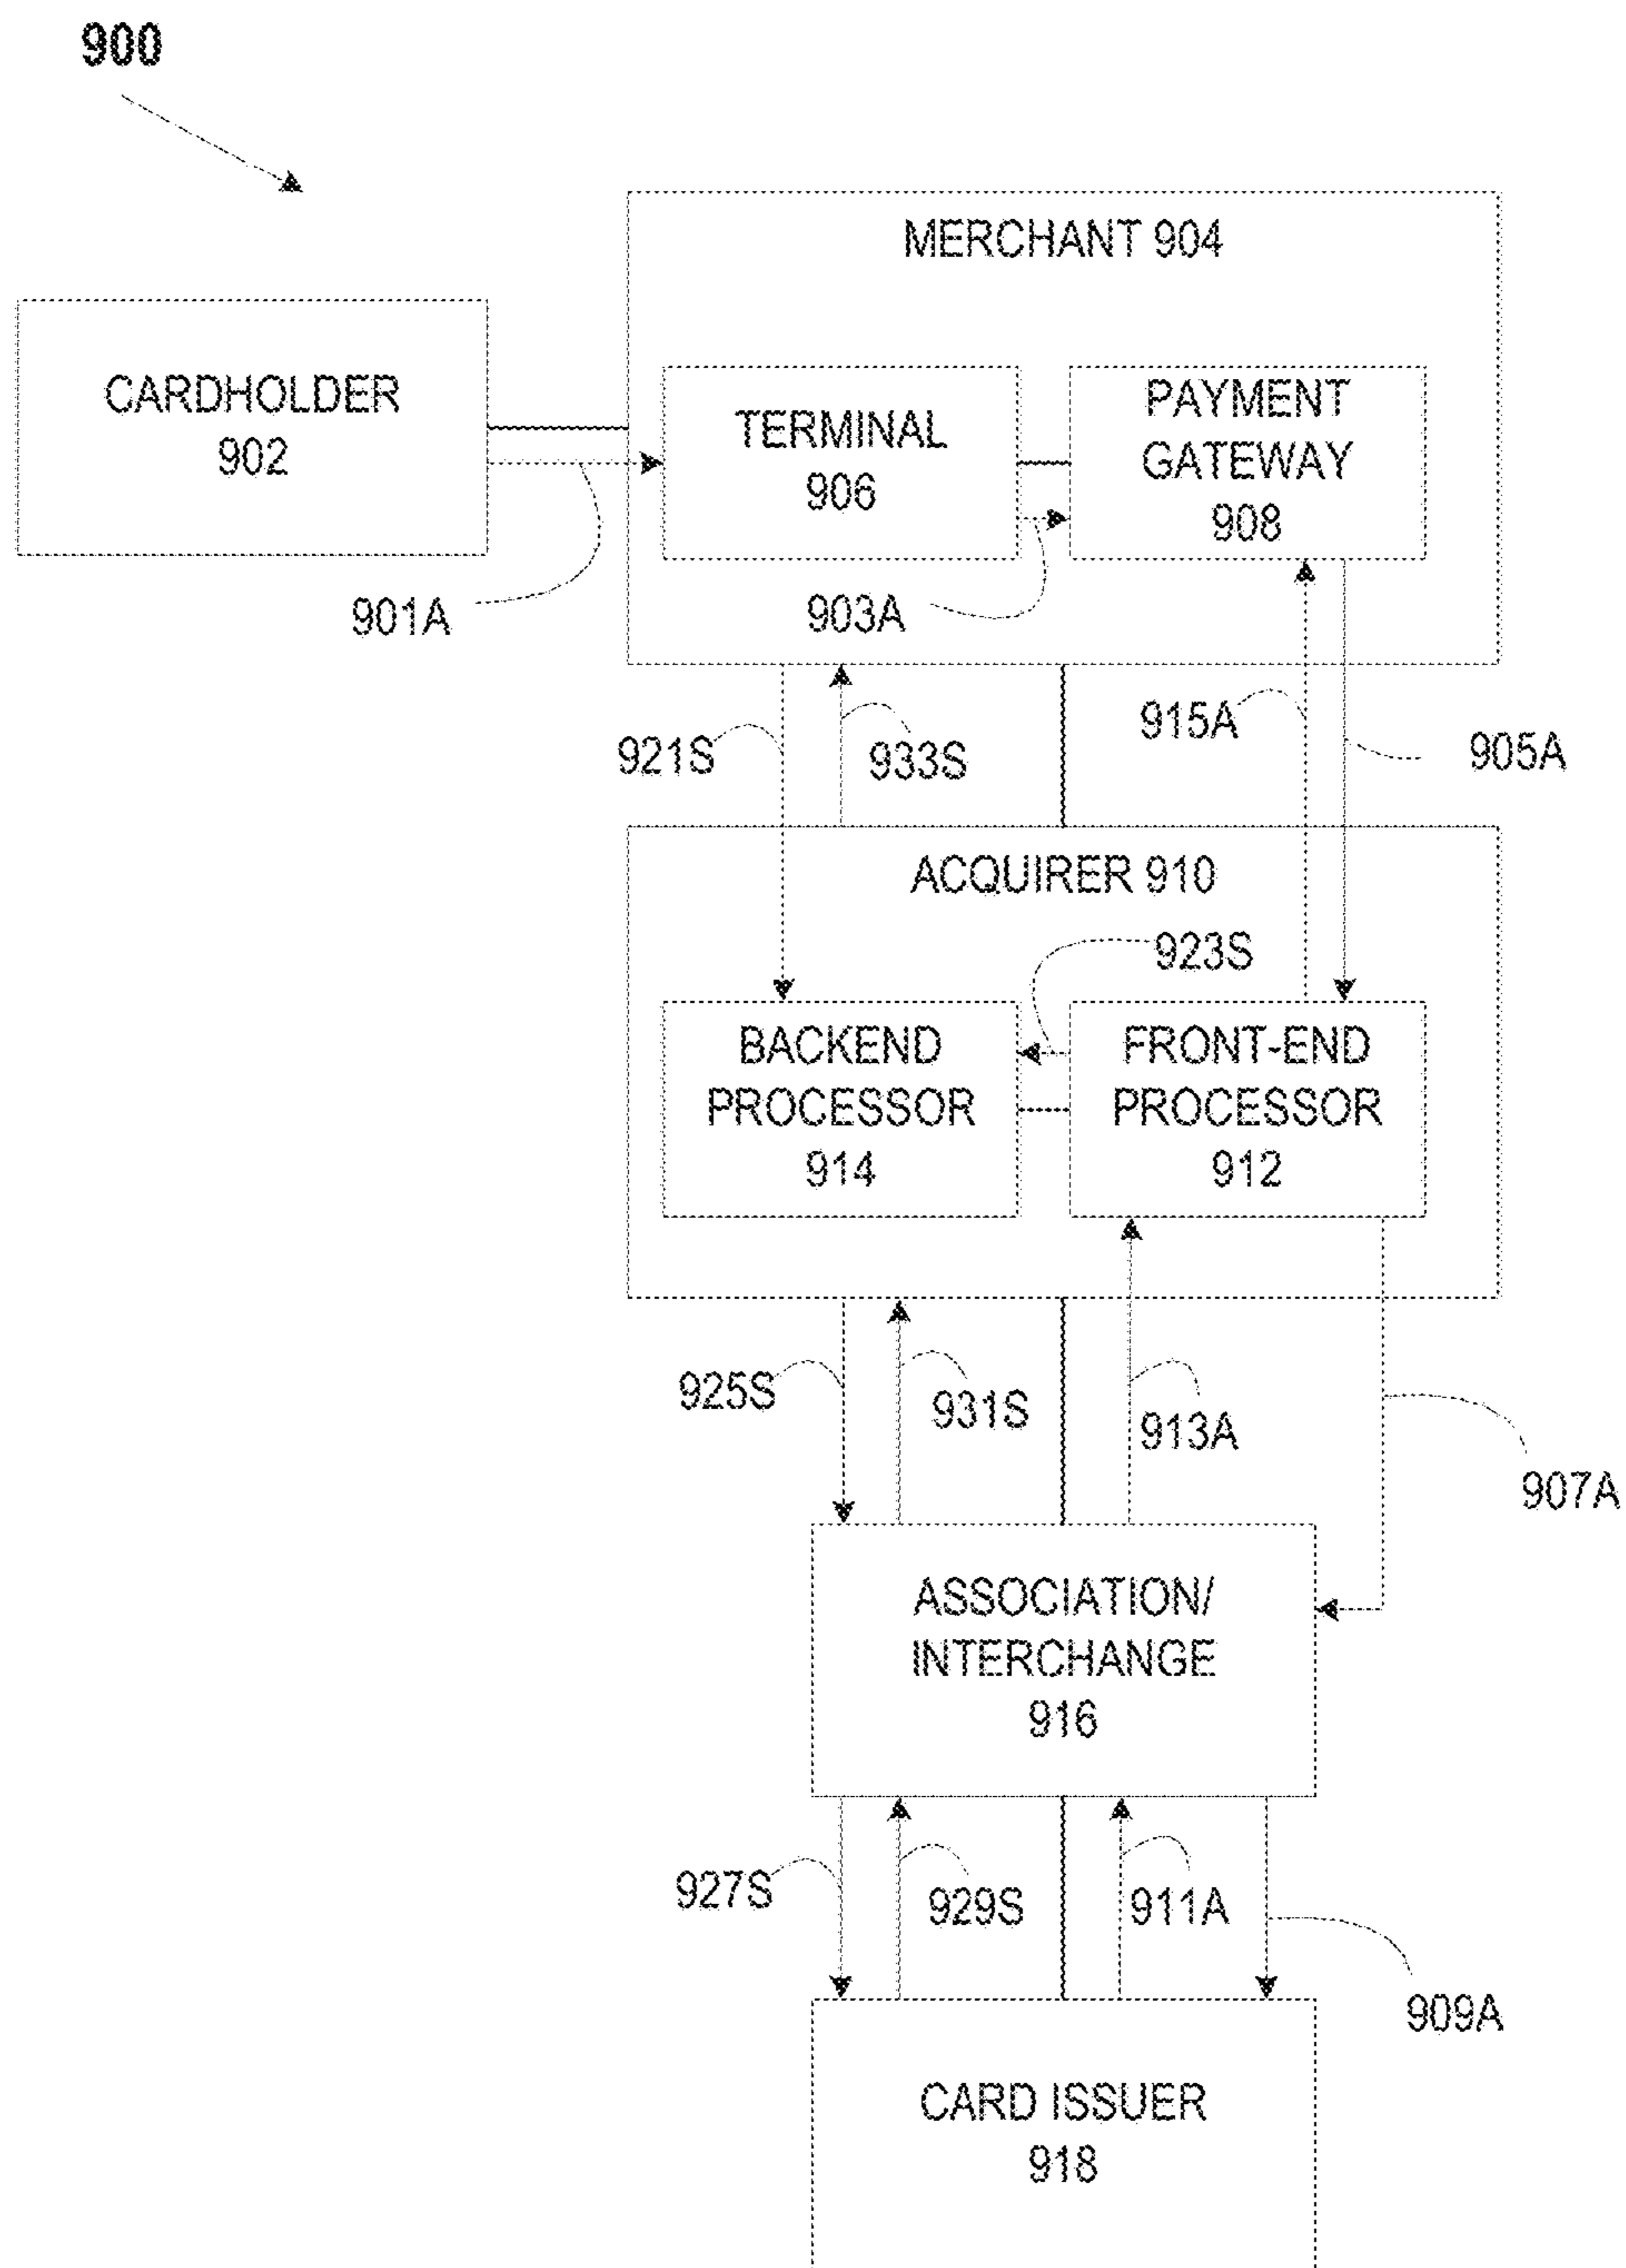 900
MERCHANT 904
CARDHOLDER
902
TERMINAL
906
PAYMENT
GATEWAY
908
901A
903A
921S
933S
915A
905A
ACQUIRER 910
923S
BACKEND
PROCESSOR
914
FRONT-END
PROCESSOR
912
925S
931S
913A
907A
ASSOCIATION/
INTERCHANGE
916
927S
929S
911A
909A
CARD ISSUER
918